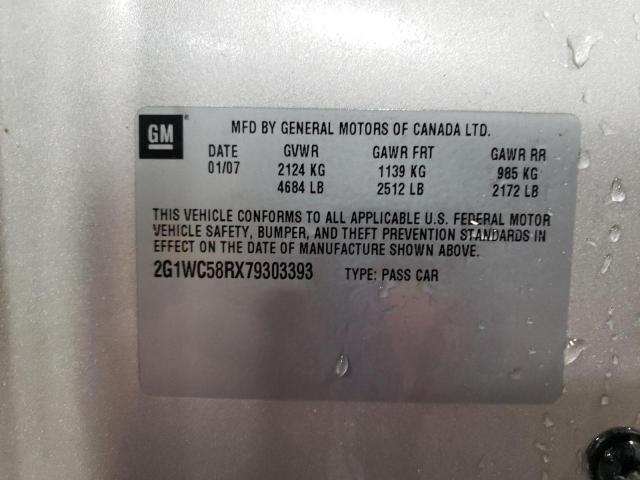 GM ® MFD BY GENERAL MOTORS OF CANADA LTD.
DATE GVWR GAWR FRT GAWR RR
01/07 2124 KG 1139 KG 985 KG
4684 LB 2512 LB 2172 LB
THIS VEHICLE CONFORMS TO ALL APPLICABLE U.S. FEDERAL MOTOR
VEHICLE SAFETY, BUMPER, AND THEFT PREVENTION STANDARDS IN
EFFECT ON THE DATE OF MANUFACTURE SHOWN ABOVE.
2G1WC58RX79303393 TYPE: PASS CAR